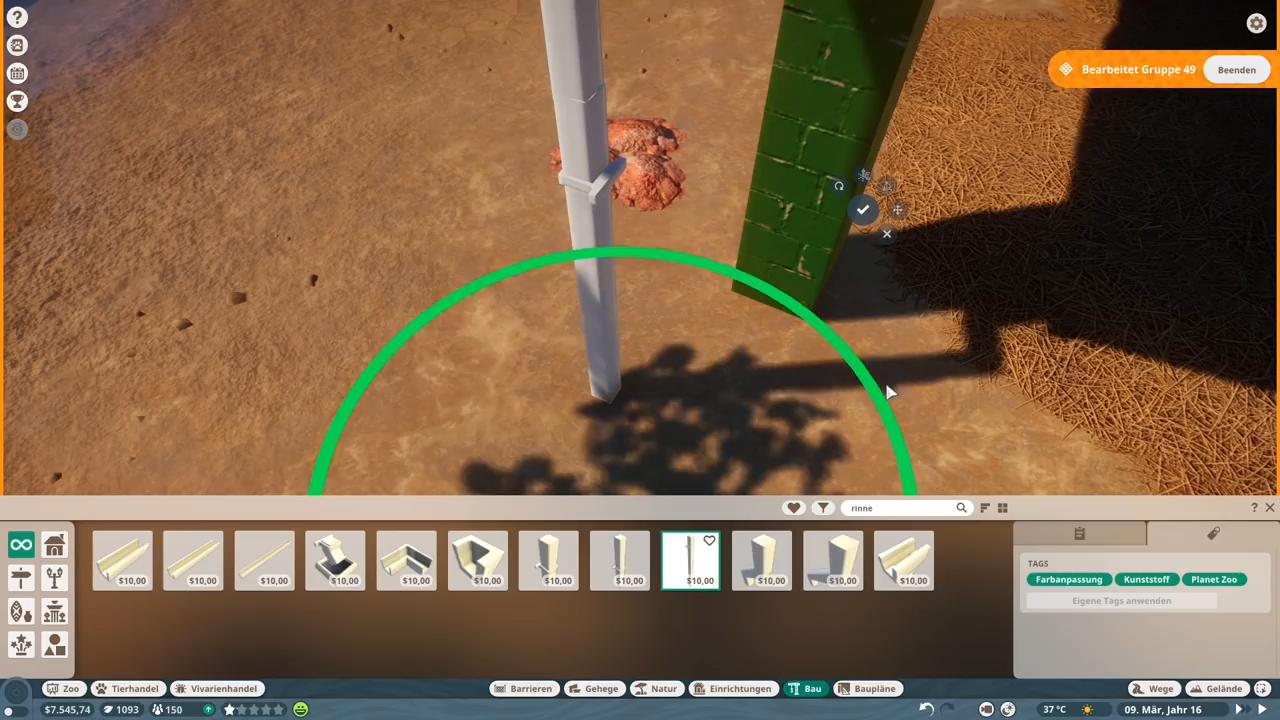 ?
Bearbeitet Gruppe 49
Beenden
rinne
?
$10,00
$10,00
$10,00
$10,00
$10,00
$10,00
$10,00
$10,00
$10,00
$10,00
$10,00
$10,00
TAGS
Farbanpassung
Kunststoff
Planet Zoo
Eigene Tags anwenden
Zoo
Tierhandel
Vivarienhandel
Barrieren
Gehege
Natur
Einrichtungen
Bau
Baupläne
Wege
Gelände
$7.545,74
1093
150
37 °C
09. Mär, Jahr 16